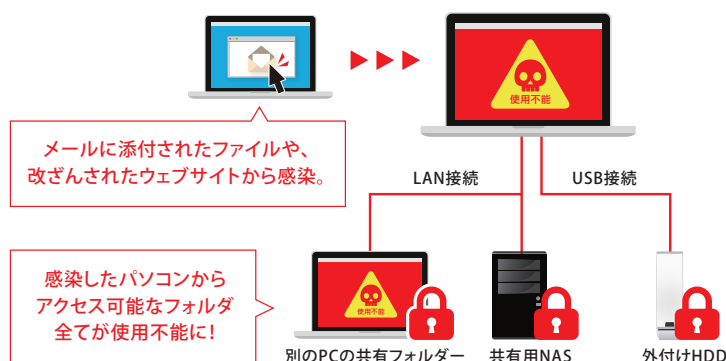 使用不能
メールに添付されたファイルや、
改ざんされたウェブサイトから感染。
LAN接続
USB接続
感染したパソコンから
アクセス可能なフォルダ
全てが使用不能に!
使用不能
別のPCの共有フォルダー
共有用NAS
外付けHDD